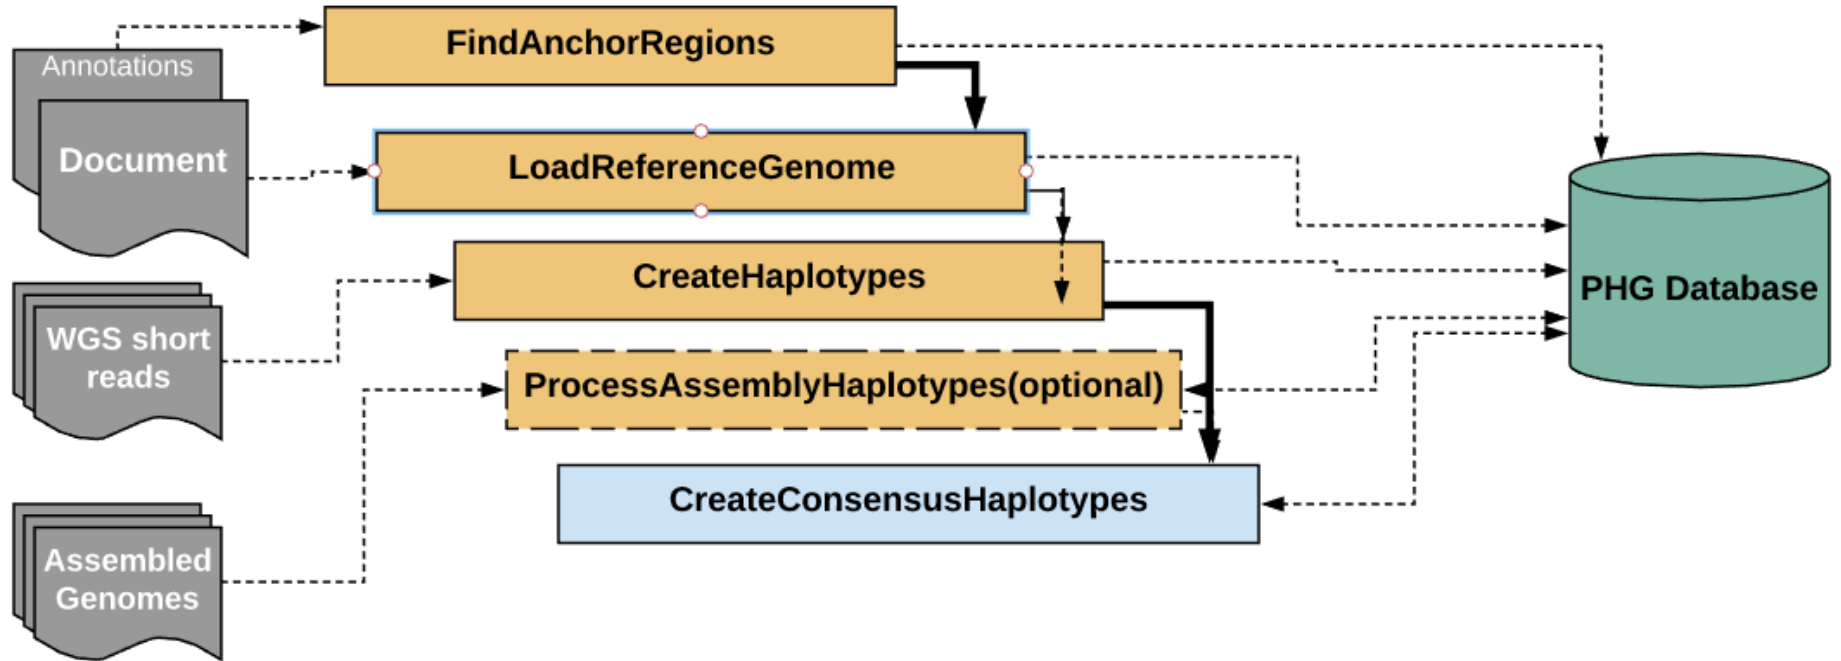 FindAnchorRegions
Annotations
Document
LoadReferenceGenome
CreateHaplotypes
PHG Database
WGS short
reads
ProcessAssemblyHaplotypes(optional)
CreateConsensusHaplotypes
Assembled
Genomes